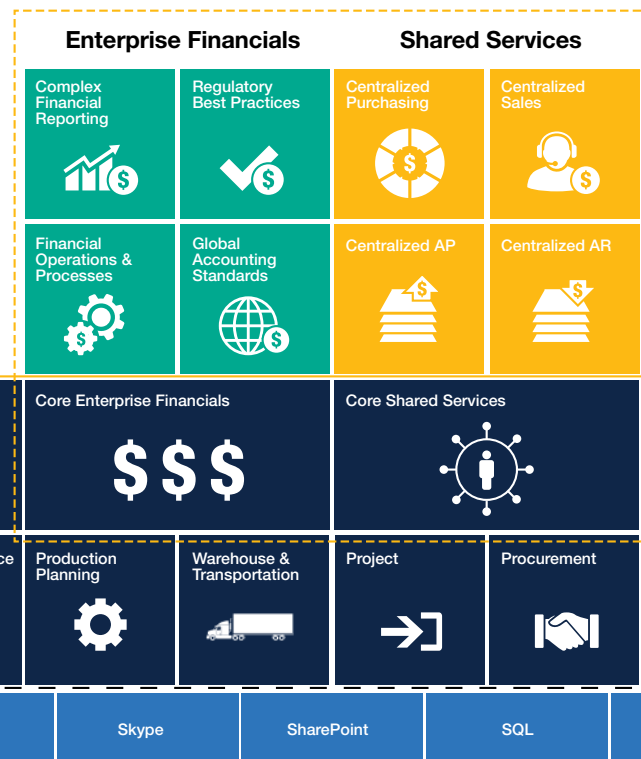 Enterprise Financials
Shared Services
Complex
Financial
Reporting
Regulatory
Best Practices
Centralized
Purchasing
Centralized
Sales
$
$
$
$
Financial
Operations &
Processes
Global
Accounting
Standards
Centralized AP
Centralized AR
$
$
$
$
Core Enterprise Financials
Core Shared Services
$ $ $
ce
Production
Planning
Warehouse &
Transportation
Project
Procurement
Skype
SharePoint
SQL